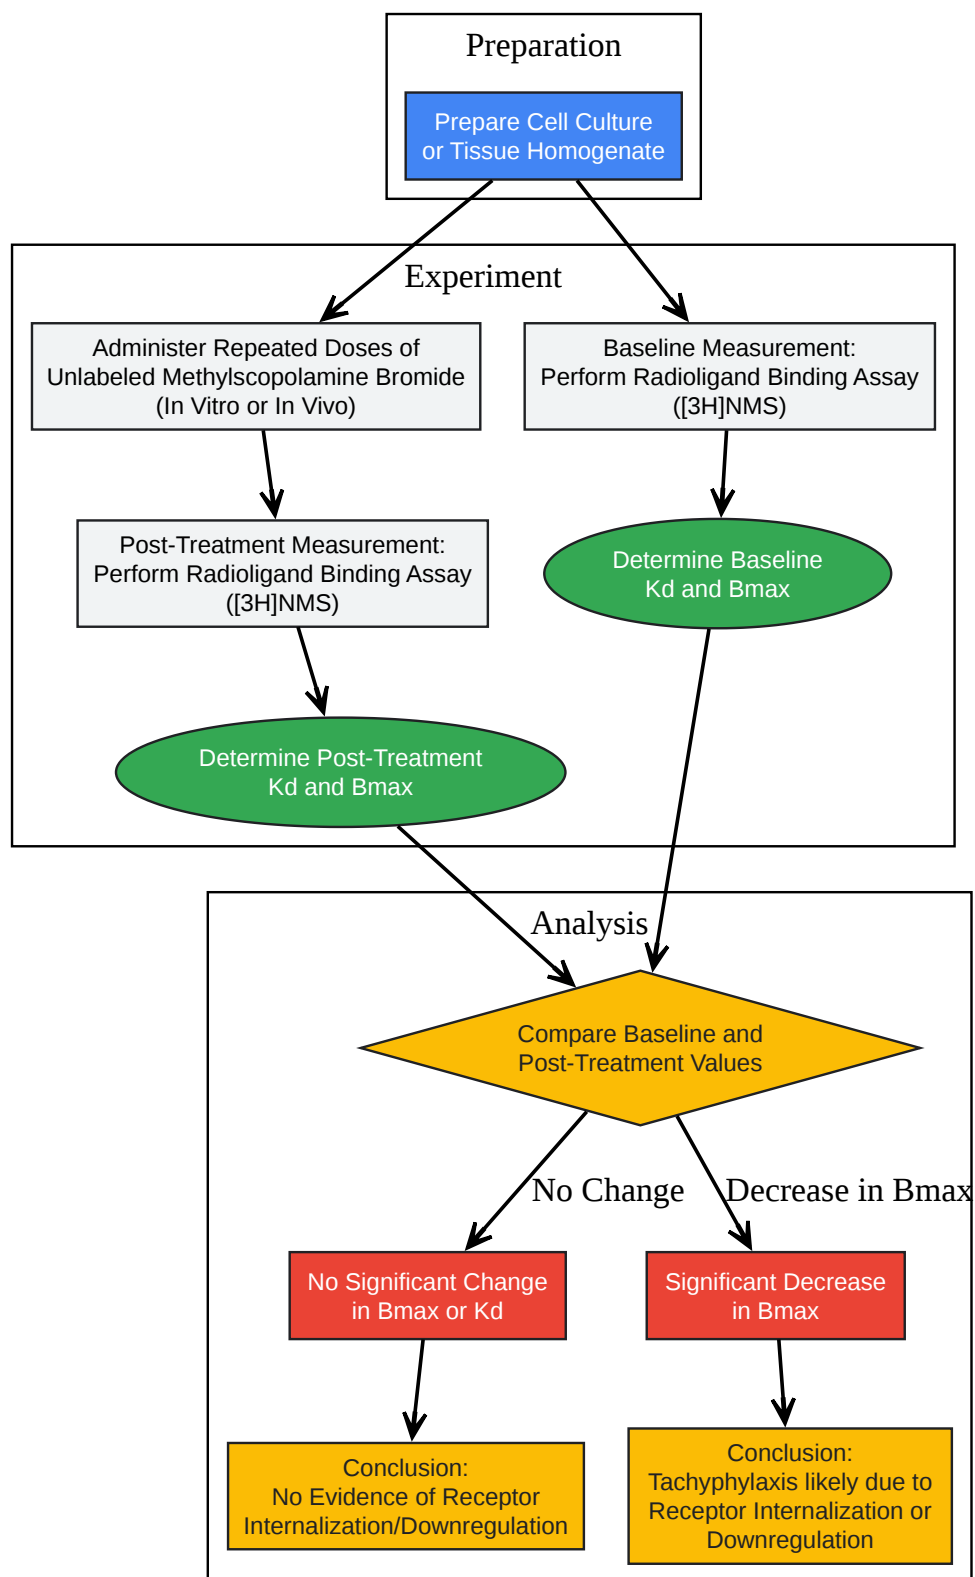 Preparation
Prepare Cell Culture
or Tissue Homogenate
Experiment
Administer Repeated Doses of
Unlabeled Methylscopolamine Bromide
(In Vitro or In Vivo)
Baseline Measurement:
Perform Radioligand Binding Assay
([3H]NMS)
Post-Treatment Measurement:
Perform Radioligand Binding Assay
([3H]NMS)
Determine Baseline
Kd and Bmax
Determine Post-Treatment
Kd and Bmax
Analysis
Compare Baseline and
Post-Treatment Values
No Change
Decrease in Bmax
No Significant Change
in Bmax or Kd
Significant Decrease
in Bmax
Conclusion:
No Evidence of Receptor
Internalization/Downregulation
Conclusion:
Tachyphylaxis likely due to
Receptor Internalization or
Downregulation